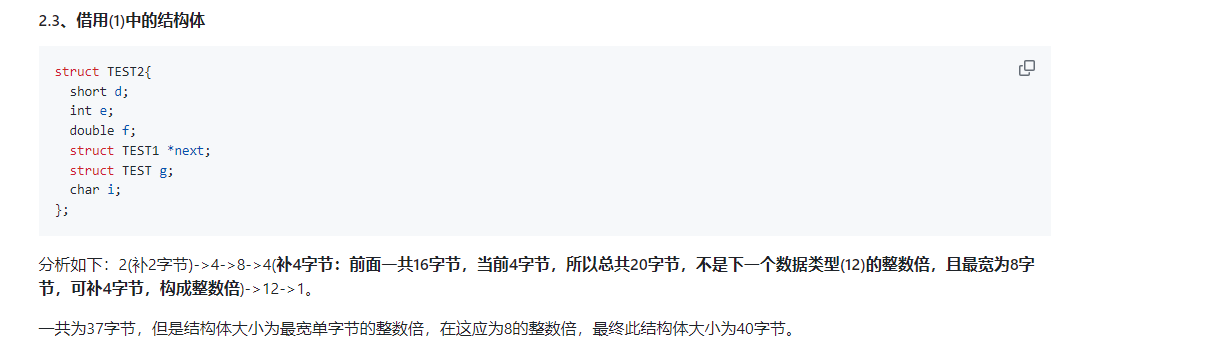 2.3、借用(1)中的结构体
struct TEST2{
  short d;
  int e;
  double f;
  struct TEST1 *next;
  struct TEST g;
  char i;
};
分析如下：2(补2字节)->4->8->4(补4字节：前面一共16字节，当前4字节，所以总共20字节，不是下一个数据类型(12)的整数倍，且最宽为8字
节，可补4字节，构成整数倍)->12->1。
一共为37字节，但是结构体大小为最宽单字节的整数倍，在这应为8的整数倍，最终此结构体大小为40字节。